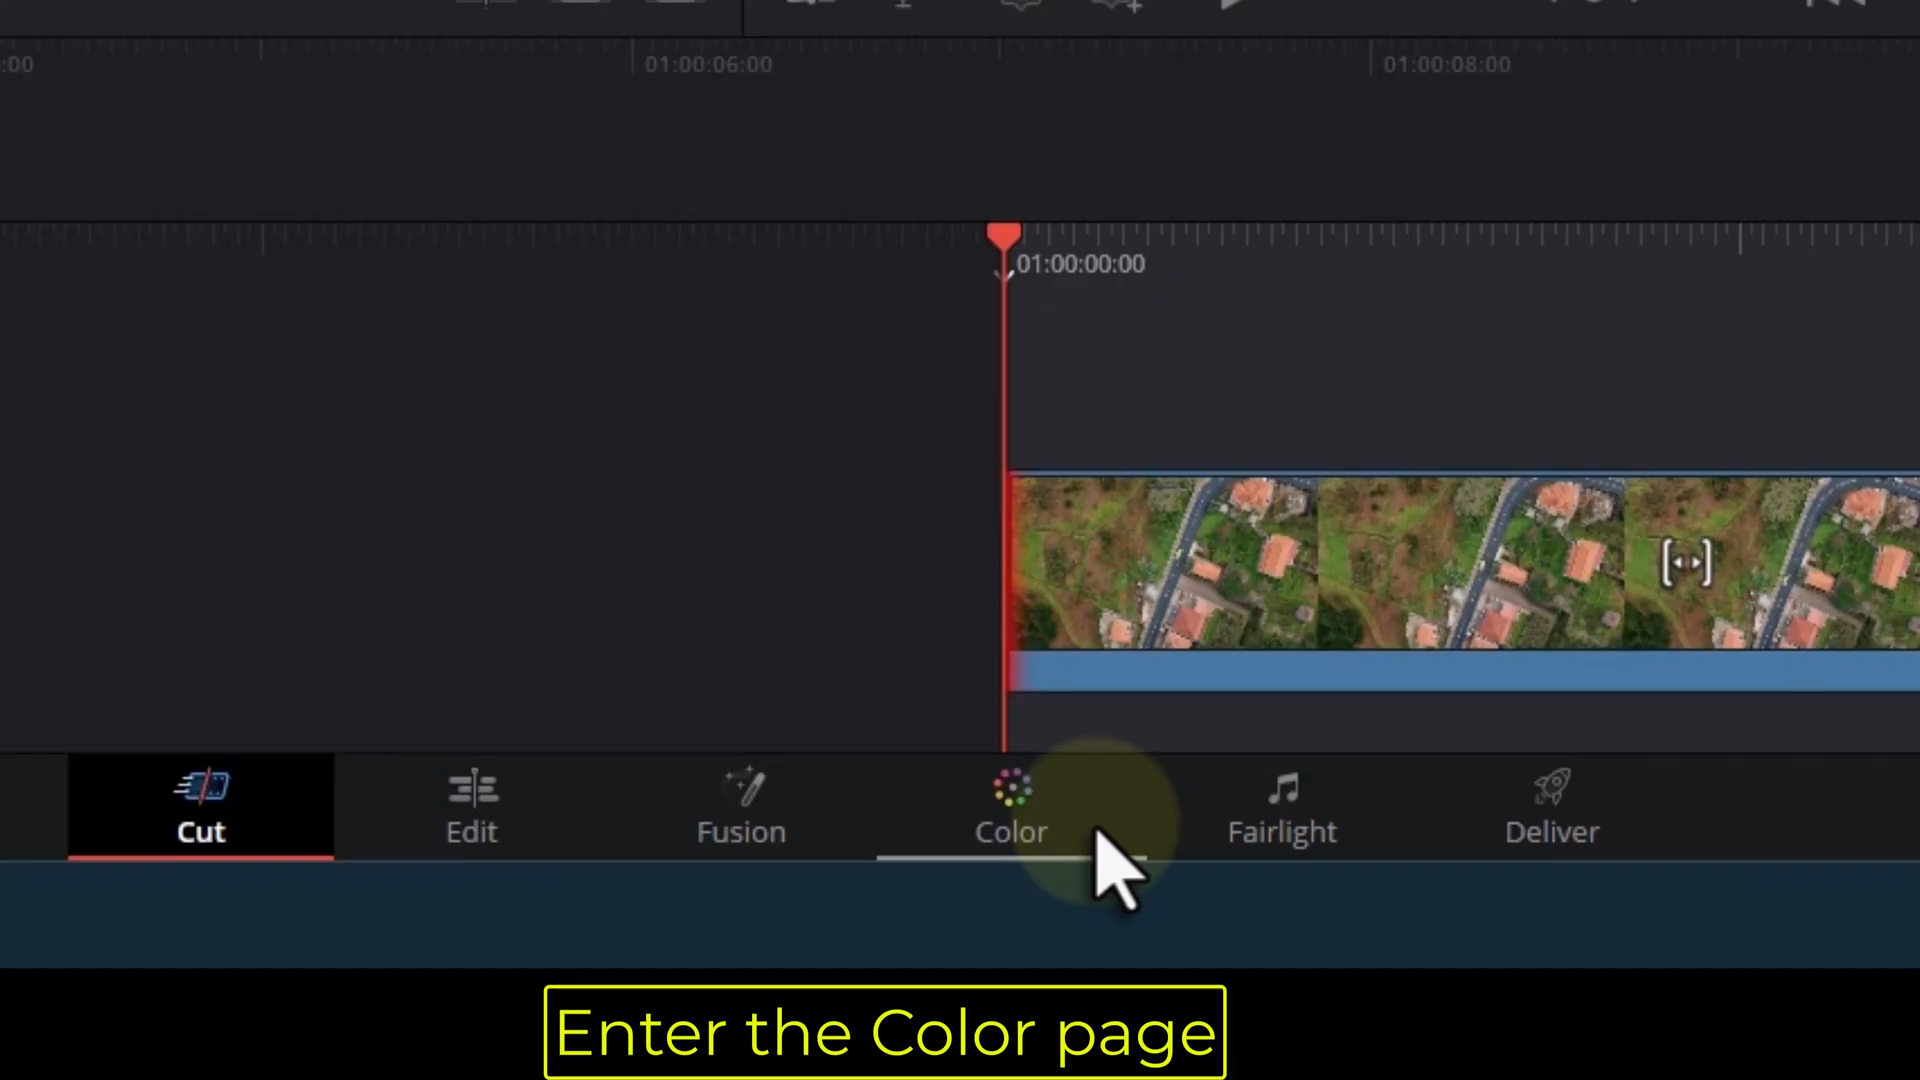 :00
01:00:06:00
01:00:08:00
01:00:00:00
Cut
Edit
Fusion
Color
Fairlight
Deliver
Enter the Color page